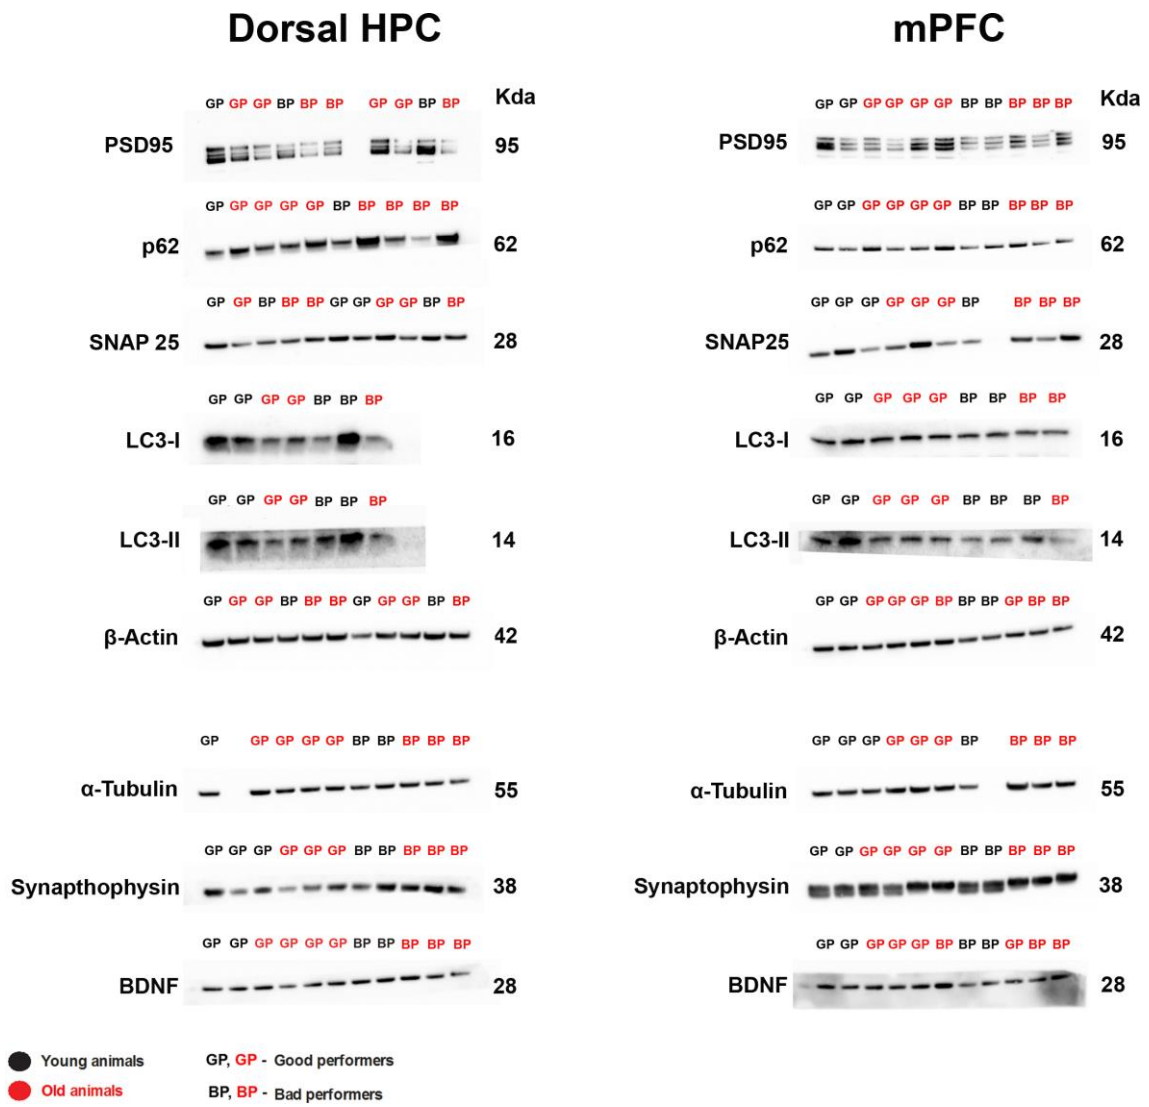 Dorsal HPC
GP GP GP BP BP BP GP GP BP BP Kda
PSD95 95
GP GP GP GP GP BP BP BP BP BP
p62 62
GP GP BP BP BP GP GP GP GP BP BP
SNAP 25 28
GP GP GP GP BP BP BP
LC3-I 16
GP GP GP GP BP BP BP
LC3-II 14
GP GP GP BP BP BP GP GP GP BP BP
β-Actin 42
GP GP GP GP GP BP BP BP BP BP
α-Tubulin 55
GP GP GP GP GP GP BP BP BP BP BP
Synapthophysin 38
GP GP GP GP GP GP BP BP BP BP BP
BDNF 28
mPFC
GP GP GP GP GP GP BP BP BP BP BP Kda
PSD95 95
GP GP GP GP GP GP BP BP BP BP BP
p62 62
GP GP GP GP GP GP BP BP BP BP
SNAP25 28
GP GP GP GP GP BP BP BP BP
LC3-I 16
GP GP GP GP GP BP BP BP BP
LC3-II 14
GP GP GP GP GP BP BP BP GP BP BP
β-Actin 42
GP GP GP GP GP GP BP BP BP BP
α-Tubulin 55
GP GP GP GP GP GP BP BP BP BP BP
Synaptophysin 38
GP GP GP GP GP BP BP BP GP BP BP
BDNF 28
Young animals GP, GP - Good performers
Old animals BP, BP - Bad performers